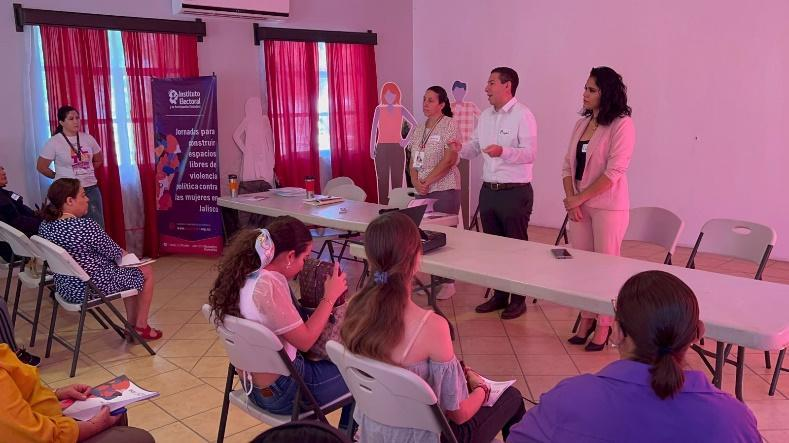 Instituto
Electoral
y de Participación Ciudadana
Jornadas para
construir
espacios
libres de
violencia
política contra
las mujeres en
Jalisco